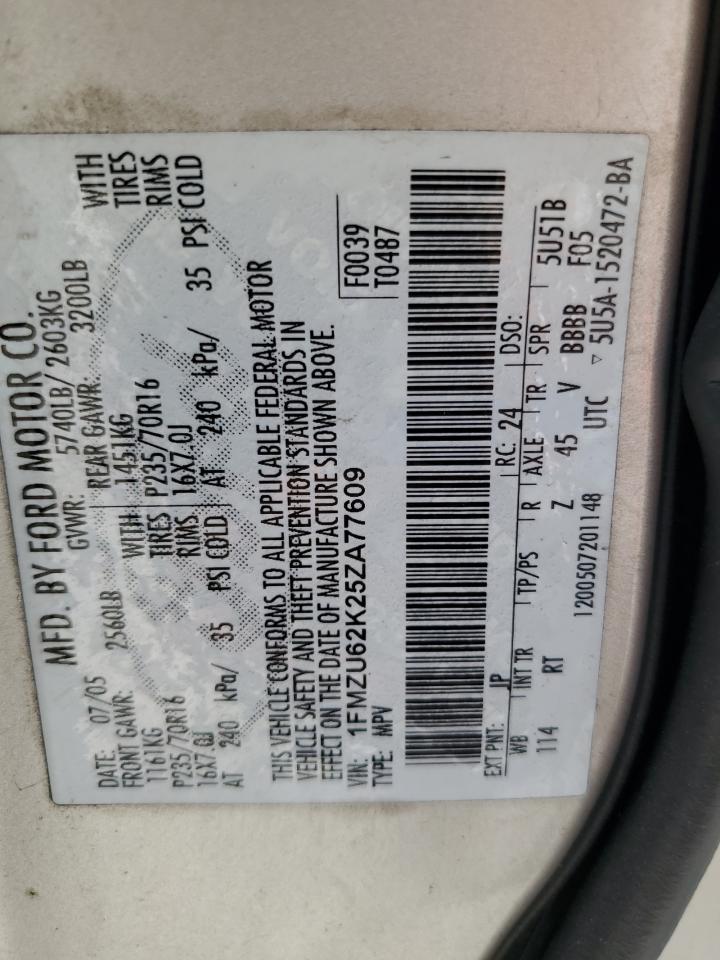 MFD. BY FORD MOTOR CO.
DATE: 07/05 GVWR: 5740LB/ 2603KG
FRONT GAWR: 2560LB REAR GAWR: 3200LB
1161KG WITH 1451KG WITH
P235/70R16 TIRES P235/70R16 TIRES
16X7.0J RIMS 16X7.0J RIMS
AT 240 kPa/ 35 PSI COLD AT 240 kPa/ 35 PSI COLD
THIS VEHICLE CONFORMS TO ALL APPLICABLE FEDERAL MOTOR
VEHICLE SAFETY AND THEFT PREVENTION STANDARDS IN
EFFECT ON THE DATE OF MANUFACTURE SHOWN ABOVE.
VIN: 1FMZU62K25ZA77609 F0039
TYPE: MPV T0487
EXT PNT: JP RC: 24 DSO:
WB INT TR TP/PS R AXLE TR SPR 5U51B
114 RT Z 45 V BBBB F05
1200507201148 UTC ▽ 5U5A-1520472-BA